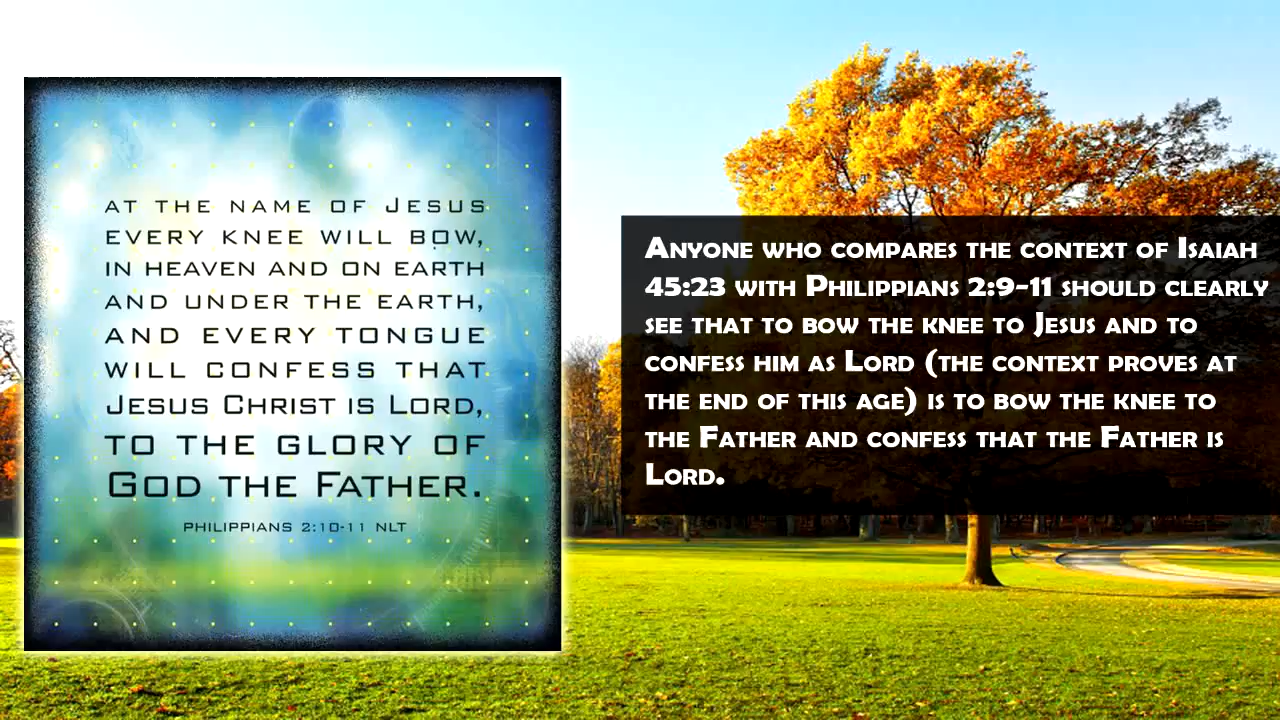 At the name of Jesus
every knee will bow,
in heaven and on earth
and under the earth,
and every tongue
will confess that
Jesus Christ is Lord,
to the glory of
God the Father.
Philippians 2:10-11 NLT
Anyone who compares the context of Isaiah
45:23 with Philippians 2:9-11 should clearly
see that to bow the knee to Jesus and to
confess him as Lord (the context proves at
the end of this age) is to bow the knee to
the Father and confess that the Father is
Lord.